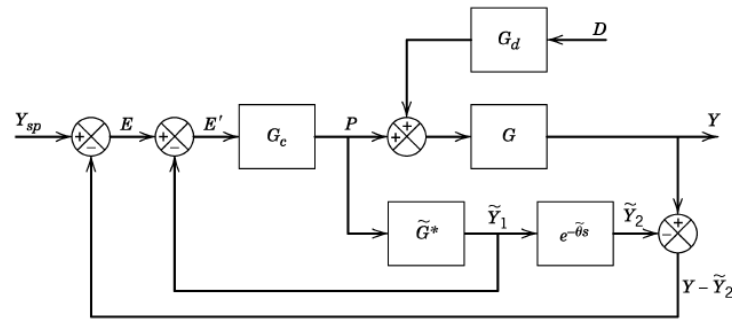 G_d
D
Y_sp
+
−
E
+
−
E′
G_c
P
+
+
G
Y
G̃*
Ỹ_1
e^{−θ̃s}
Ỹ_2
−
+
Y − Ỹ_2